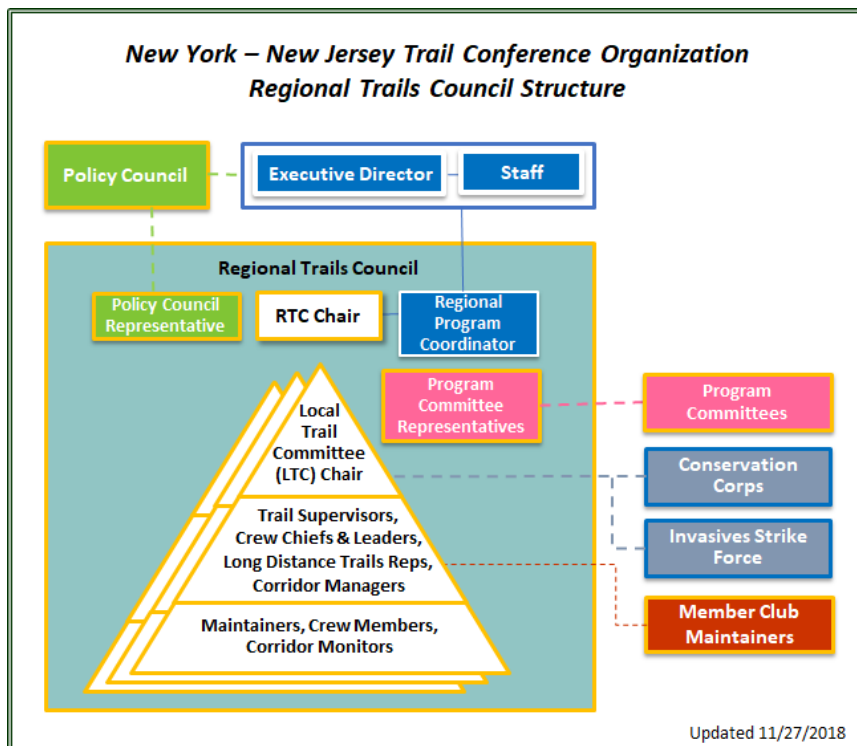 New York – New Jersey Trail Conference Organization
Regional Trails Council Structure
Policy Council
Executive Director
Staff
Regional Trails Council
Policy Council
Representative
RTC Chair
Regional
Program
Coordinator
Program
Committee
Representatives
Program
Committees
Local
Trail
Committee
(LTC) Chair
Conservation
Corps
Trail Supervisors,
Crew Chiefs & Leaders,
Long Distance Trails Reps,
Corridor Managers
Invasives Strike
Force
Maintainers, Crew Members,
Corridor Monitors
Member Club
Maintainers
Updated 11/27/2018